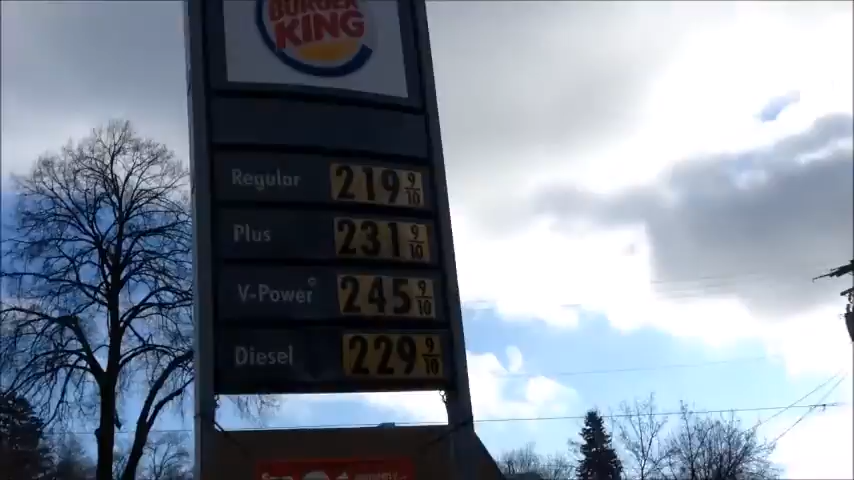 BURGER
KING
Regular 219 9/10
Plus 231 9/10
V-Power® 245 9/10
Diesel 229 9/10